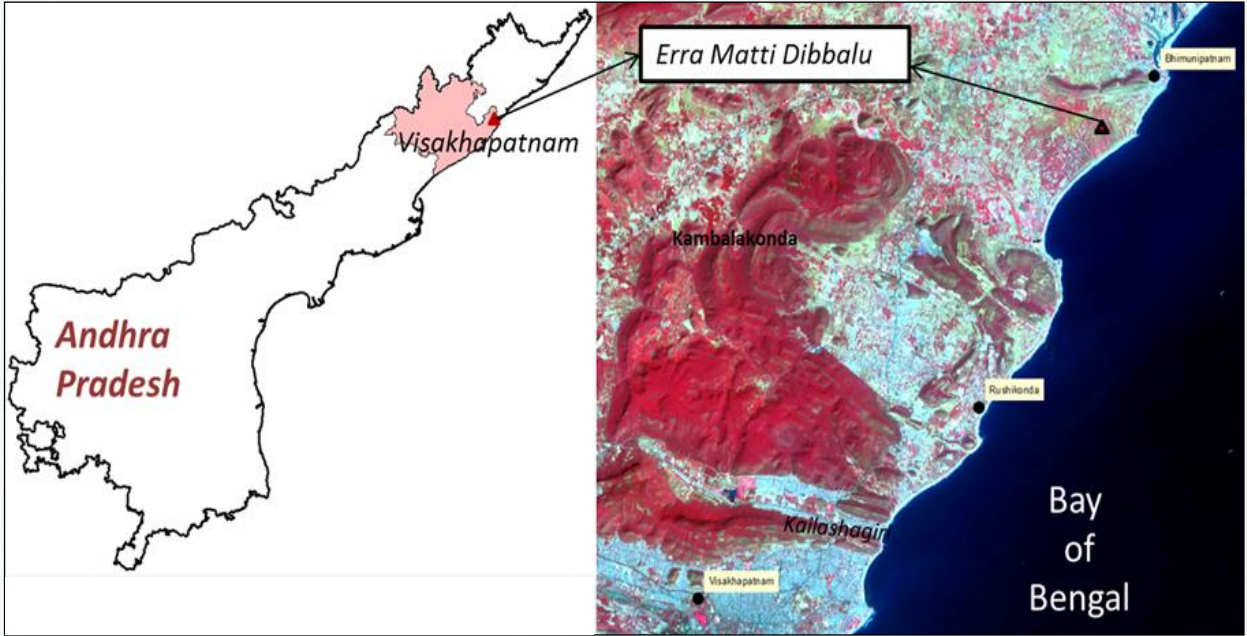 Erra Matti Dibbalu
Bhimunipatnam
Visakhapatnam
Kambalakonda
Andhra
Pradesh
Rushikonda
Kailashagiri
Bay
of
Bengal
Visakhapatnam